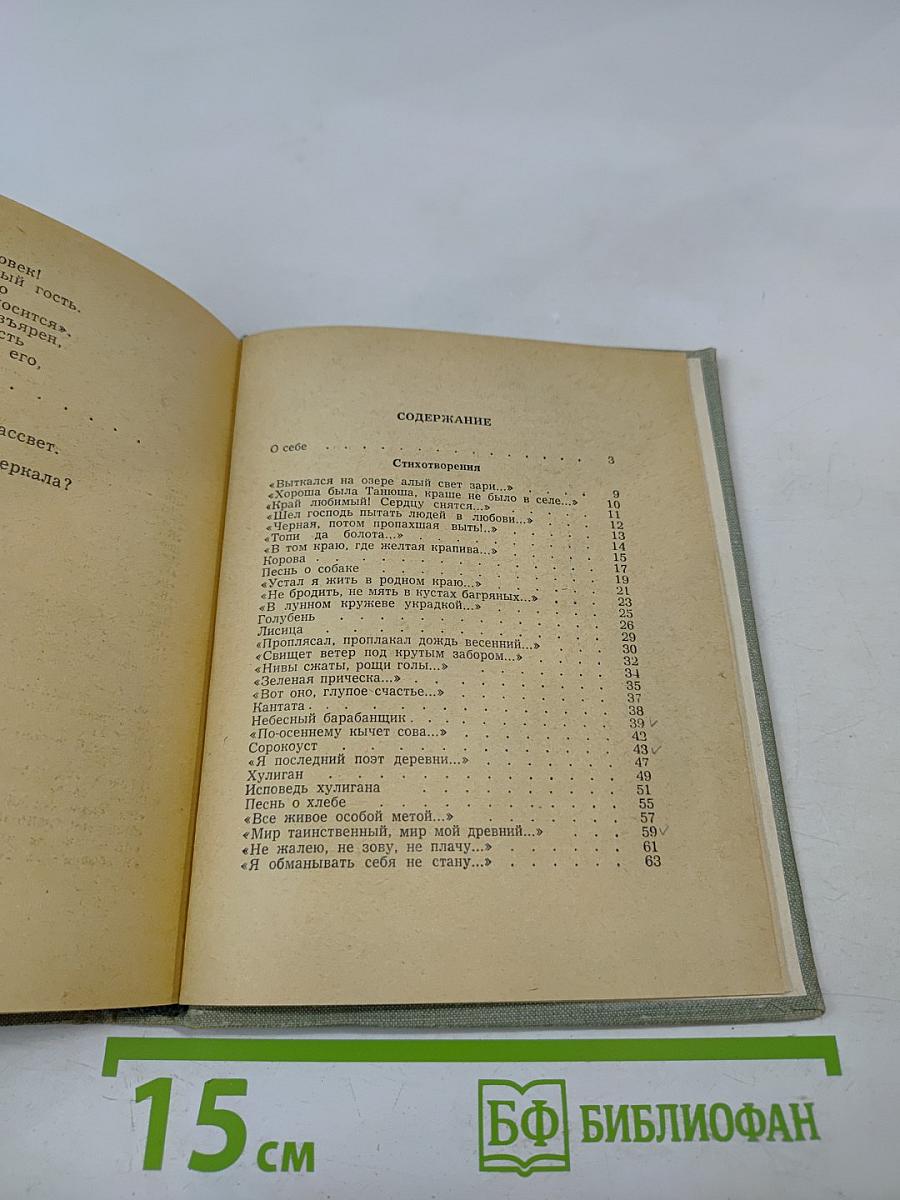 овек!
ый гость.
о
носится».
взъярен,
сть
его,
. . . . .
ассвет.
еркала?
СОДЕРЖАНИЕ
О себе . . . . . . . . . . . . . . 3
Стихотворения
«Выткался на озере алый свет зари...» . . . . 9
«Хороша была Танюша, краше не было в селе...» 10
«Край любимый! Сердцу снятся...» . . . . . 11
«Шел господь пытать людей в любови...» . . . . 12
«Черная, потом пропахшая выть!..» . . . . . 13
«Топи да болота...» . . . . . . . . 14
«В том краю, где желтая крапива...» . . . . . 15
Корова . . . . . . . . . . . . 17
Песнь о собаке . . . . . . . . . . 19
«Устал я жить в родном краю...» . . . . . . 21
«Не бродить, не мять в кустах багряных...» . . . 23
«В лунном кружеве украдкой...» . . . . . . 25
Голубень . . . . . . . . . . . 26
Лисица . . . . . . . . . . . . 29
«Проплясал, проплакал дождь весенний...» . . . 30
«Свищет ветер под крутым забором...» . . . . 32
«Нивы сжаты, рощи голы...» . . . . . . . 34
«Зеленая прическа...» . . . . . . . . 35
«Вот оно, глупое счастье...» . . . . . . . 37
Кантата . . . . . . . . . . . . 38
Небесный барабанщик . . . . . . . . 39 ✓
«По-осеннему кычет сова...» . . . . . . . 42
Сорокоуст . . . . . . . . . . . 43 ✓
«Я последний поэт деревни...» . . . . . . 47
Хулиган . . . . . . . . . . . 49
Исповедь хулигана . . . . . . . . . 51
Песнь о хлебе . . . . . . . . . . 55
«Все живое особой метой...» . . . . . . . 57
«Мир таинственный, мир мой древний...» . . . . 59 ✓
«Не жалею, не зову, не плачу...» . . . . . . 61
«Я обманывать себя не стану...» . . . . . . 63
15 см
БФ БИБЛИОФАН